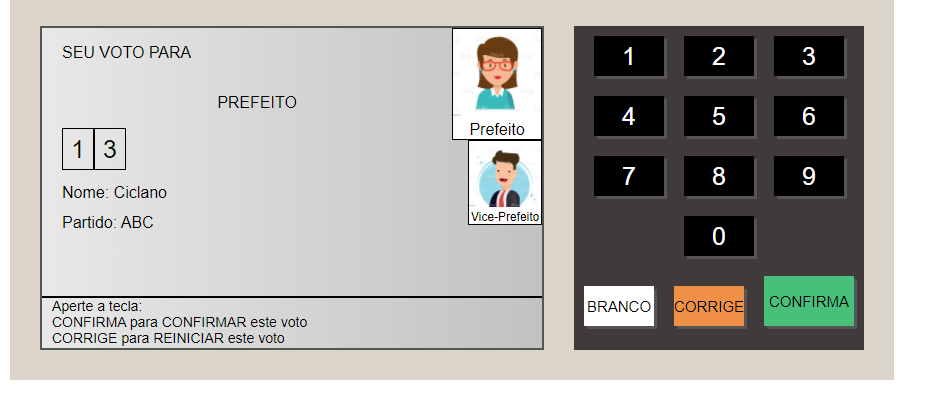 SEU VOTO PARA
PREFEITO
1 3
Nome: Ciclano
Partido: ABC
Prefeito
Vice-Prefeito
Aperte a tecla:
CONFIRMA para CONFIRMAR este voto
CORRIGE para REINICIAR este voto
1 2 3
4 5 6
7 8 9
0
BRANCO CORRIGE CONFIRMA